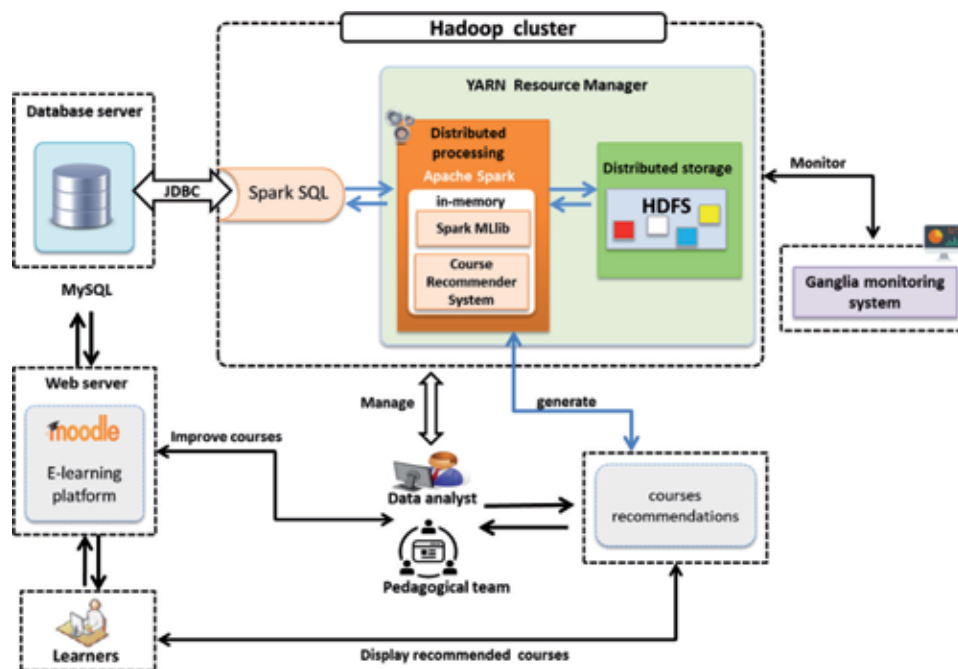 Hadoop cluster
YARN Resource Manager
Database server
Distributed
processing
Apache Spark
Distributed storage
Monitor
JDBC
Spark SQL
in-memory
Spark MLlib
HDFS
Course
Recommender
System
Ganglia monitoring
system
MySQL
Web server
moodle
E-learning
platform
Manage
generate
Improve courses
Data analyst
courses
recommendations
Pedagogical team
Learners
Display recommended courses